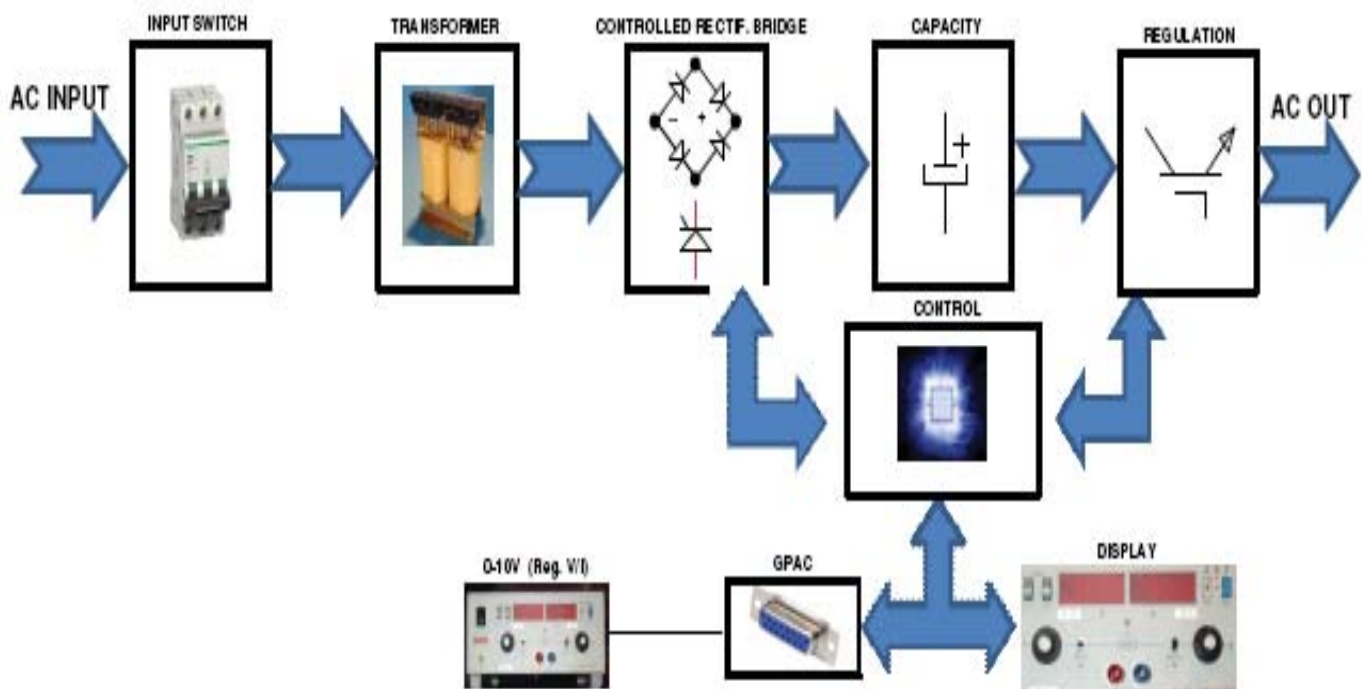 INPUT SWITCH
TRANSFORMER
CONTROLLED RECTIF. BRIDGE
CAPACITY
REGULATION
AC INPUT
AC OUT
- +
+
CONTROL
0-10V (Reg. V/I)
GPAC
DISPLAY